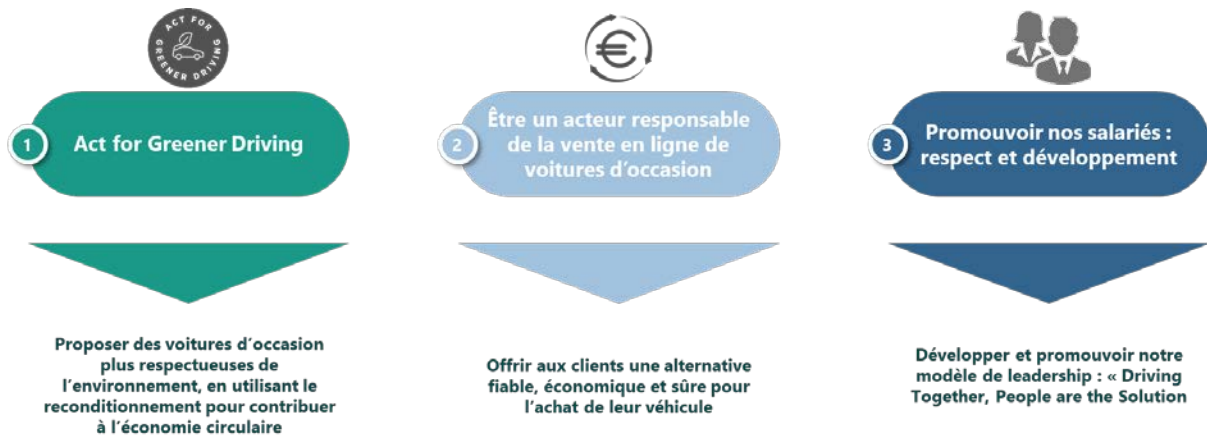 ACT FOR
GREENER DRIVING
1
Act for Greener Driving
Proposer des voitures d’occasion
plus respectueuses de
l’environnement, en utilisant le
reconditionnement pour contribuer
à l’économie circulaire
€
2
Être un acteur responsable
de la vente en ligne de
voitures d’occasion
Offrir aux clients une alternative
fiable, économique et sûre pour
l’achat de leur véhicule
3
Promouvoir nos salariés :
respect et développement
Développer et promouvoir notre
modèle de leadership : « Driving
Together, People are the Solution